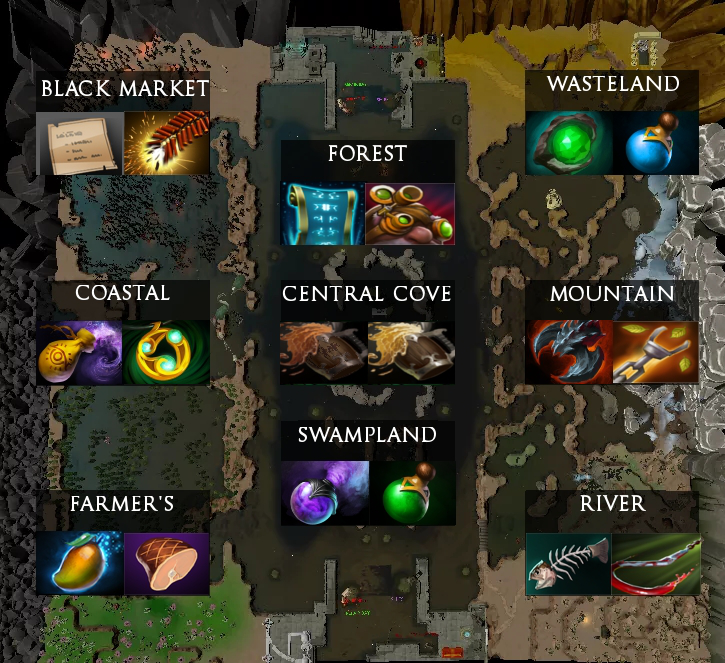 BLACK MARKET
WASTELAND
FOREST
COASTAL
CENTRAL COVE
MOUNTAIN
SWAMPLAND
FARMER'S
RIVER